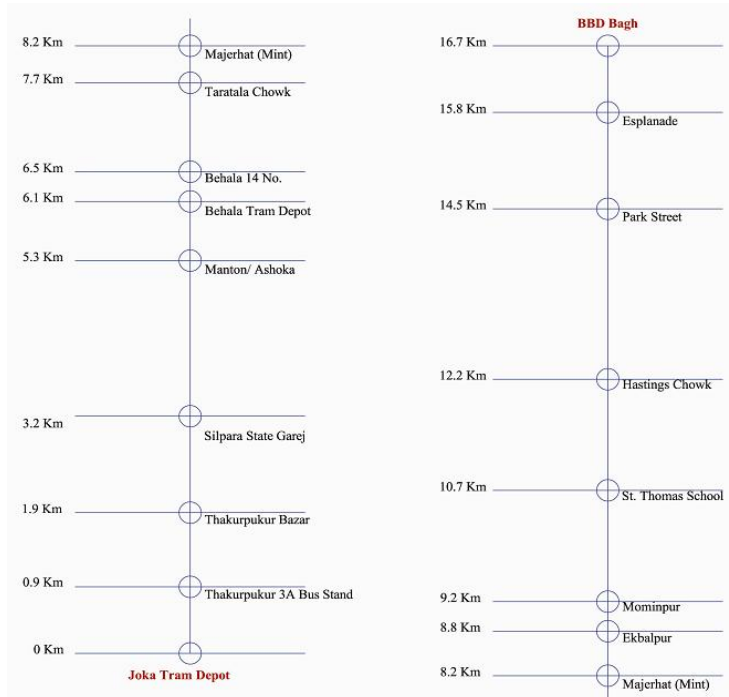 8.2 Km
Majerhat (Mint)
7.7 Km
Taratala Chowk
6.5 Km
Behala 14 No.
6.1 Km
Behala Tram Depot
5.3 Km
Manton/ Ashoka
3.2 Km
Silpara State Garej
1.9 Km
Thakurpukur Bazar
0.9 Km
Thakurpukur 3A Bus Stand
0 Km
Joka Tram Depot
BBD Bagh
16.7 Km
15.8 Km
Esplanade
14.5 Km
Park Street
12.2 Km
Hastings Chowk
10.7 Km
St. Thomas School
9.2 Km
Mominpur
8.8 Km
Ekbalpur
8.2 Km
Majerhat (Mint)